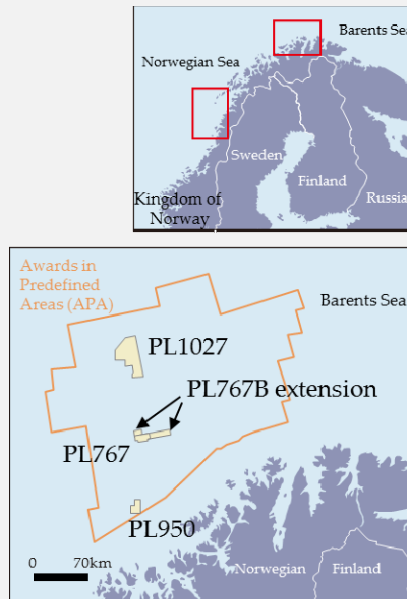 Barents Sea
Norwegian Sea
Sweden
Finland
Kingdom of
Norway
Russia
Awards in
Predefined
Areas (APA)
Barents Sea
PL1027
PL767B extension
PL767
PL950
0 70km
Norwegian
Finland